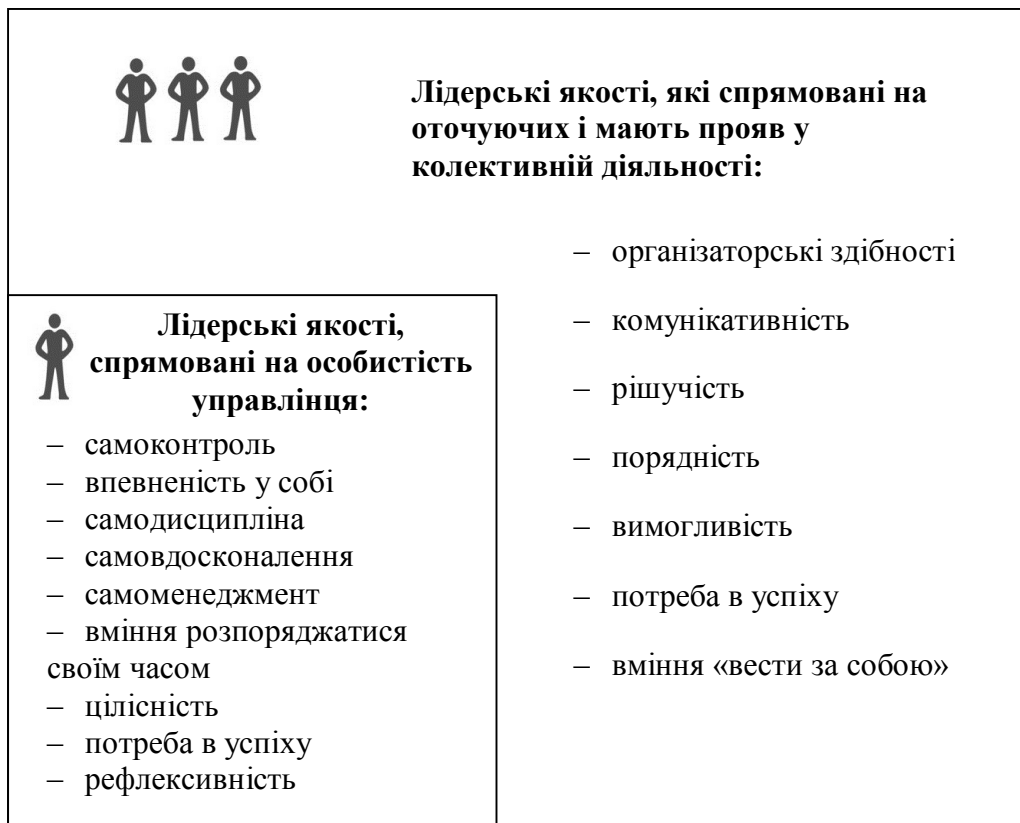 Лідерські якості, які спрямовані на
оточуючих і мають прояв у
колективній діяльності:
– організаторські здібності
– комунікативність
– рішучість
– порядність
– вимогливість
– потреба в успіху
– вміння «вести за собою»
Лідерські якості,
спрямовані на особистість
управлінця:
– самоконтроль
– впевненість у собі
– самодисципліна
– самовдосконалення
– самоменеджмент
– вміння розпоряджатися
своїм часом
– цілісність
– потреба в успіху
– рефлексивність